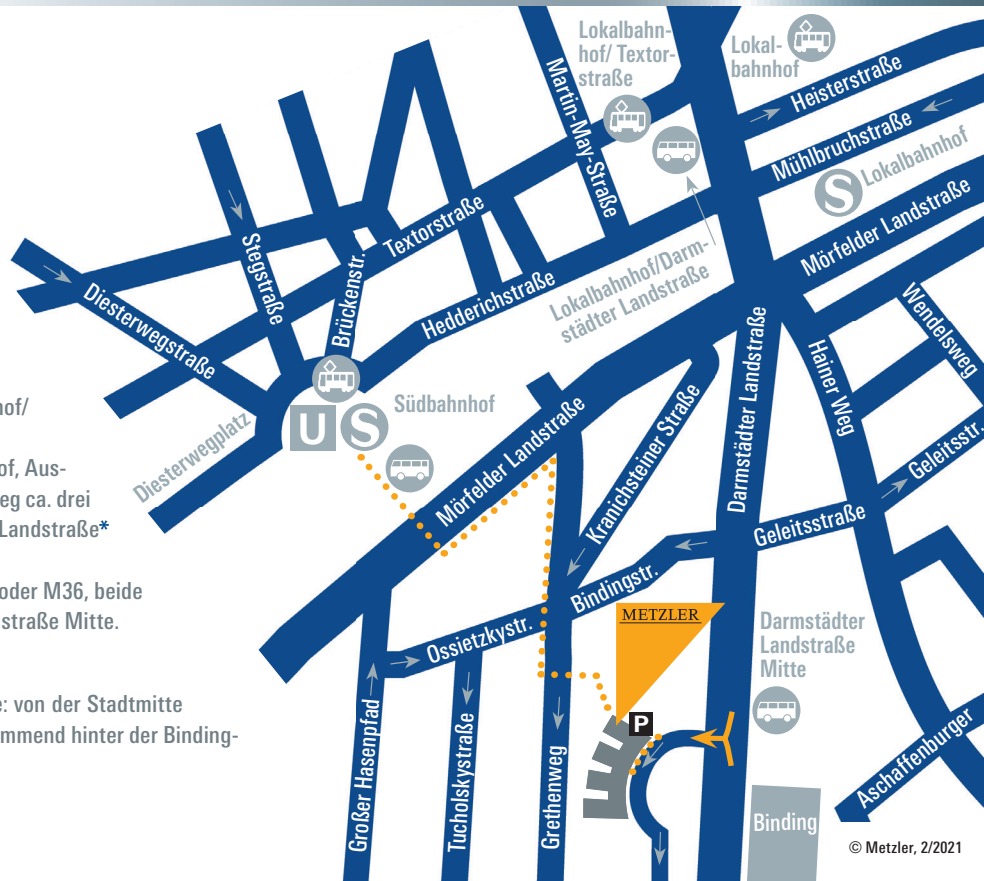 Lokalbahn-
hof/ Textor-
straße
Lokal-
bahnhof
Martin-May-Straße
Heisterstraße
Mühlbruchstraße
S Lokalbahnhof
Mörfelder Landstraße
Stegstraße
Textorstraße
Brückenstr.
Hedderichstraße
Lokalbahnhof/Darm-
städter Landstraße
Diesterwegstraße
Diesterwegplatz
U S
Südbahnhof
Mörfelder Landstraße
Kranichsteiner Straße
Darmstädter Landstraße
Hainer Weg
Wendelsweg
Geleitsstr.
Geleitsstraße
Bindingstr.
Ossietzkystr.
METZLER
Darmstädter
Landstraße
Mitte
P
Großer Hasenpfad
Tucholskystraße
Grethenweg
Binding
Aschaffenburger
of/
of, Aus-
eg ca. drei
Landstraße*
oder M36, beide
straße Mitte.
e: von der Stadtmitte
mmend hinter der Binding-
© Metzler, 2/2021